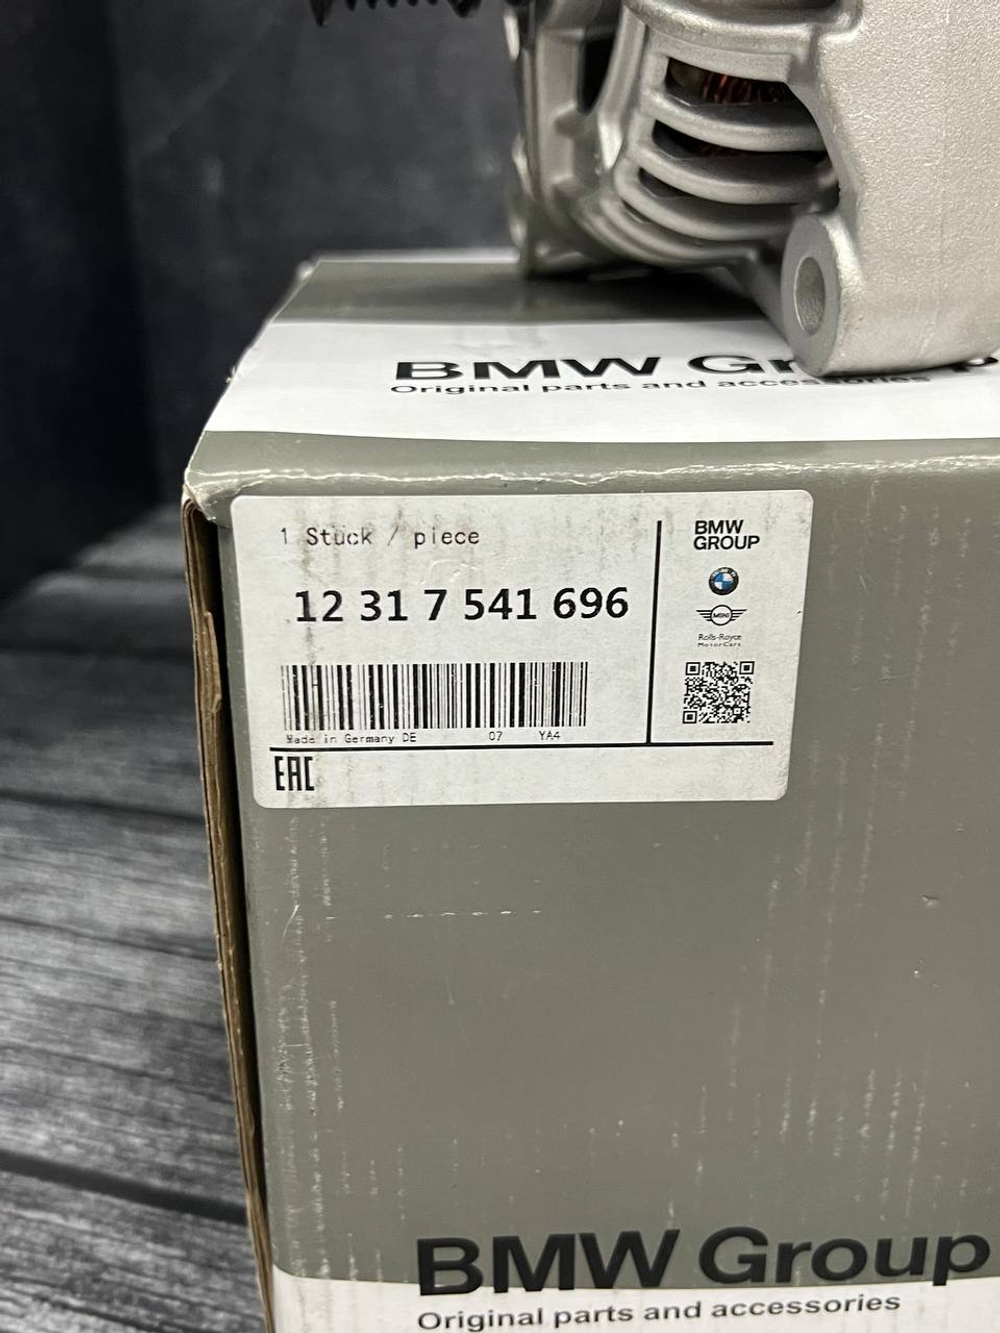 BMW Group
Original parts and accessories
1 Stück / piece
12 31 7 541 696
Made in Germany DE 07 YA4
EAC
BMW
GROUP
MINI
Rolls-Royce
Motor Cars
BMW Group
Original parts and accessories